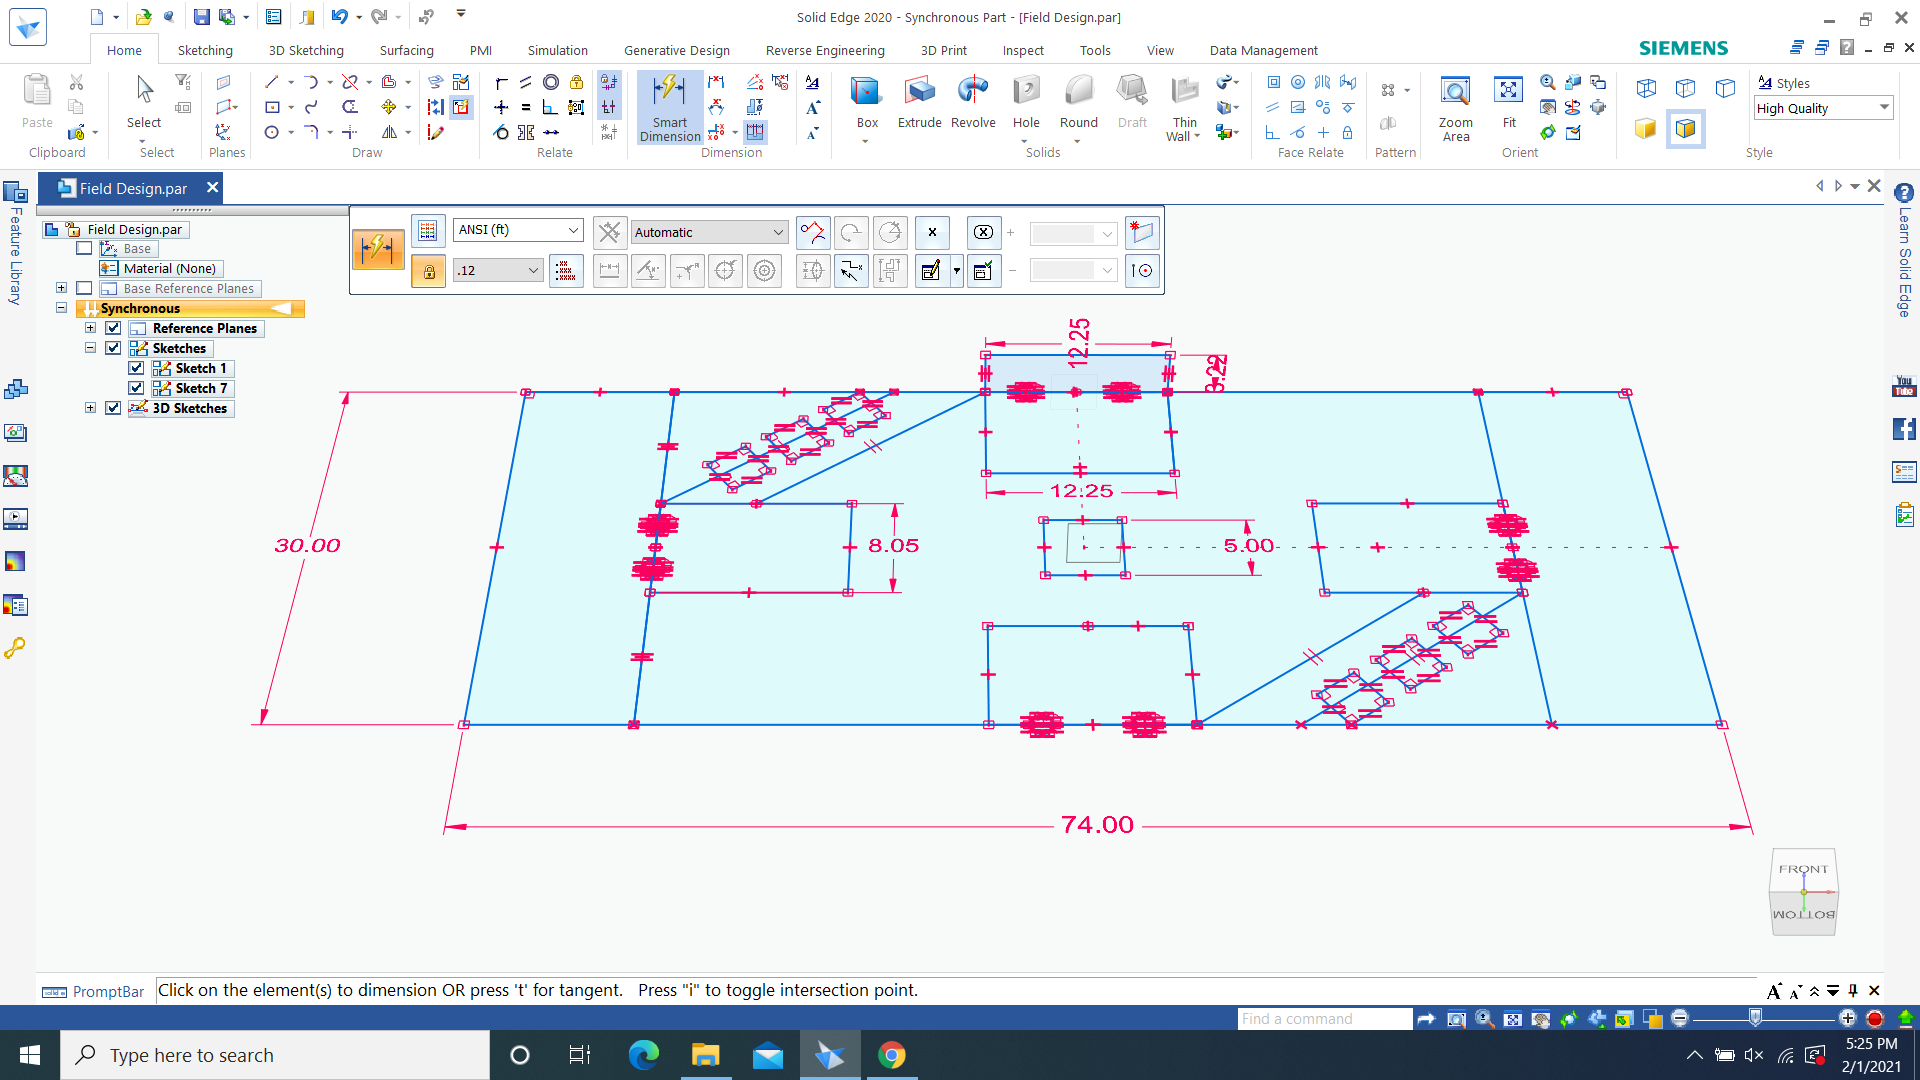 Solid Edge 2020 - Synchronous Part - [Field Design.par]
Home Sketching 3D Sketching Surfacing PMI Simulation Generative Design Reverse Engineering 3D Print Inspect Tools View Data Management
SIEMENS
Paste
Clipboard
Select
Select
Planes
Draw
Relate
Smart Dimension
Dimension
Box
Extrude
Revolve
Hole
Round
Draft
Thin Wall
Solids
Face Relate
Pattern
Zoom Area
Fit
Orient
Styles
High Quality
Style
Field Design.par
Feature Library
Learn Solid Edge
You Tube
Field Design.par
Base
Material (None)
Base Reference Planes
Synchronous
Reference Planes
Sketches
Sketch 1
Sketch 7
3D Sketches
ANSI (ft)
Automatic
.12
12.25
3.22
12.25
30.00
8.05
5.00
74.00
FRONT
BOTTOM
PromptBar
Click on the element(s) to dimension OR press 't' for tangent. Press "i" to toggle intersection point.
Find a command
Type here to search
5:25 PM
2/1/2021